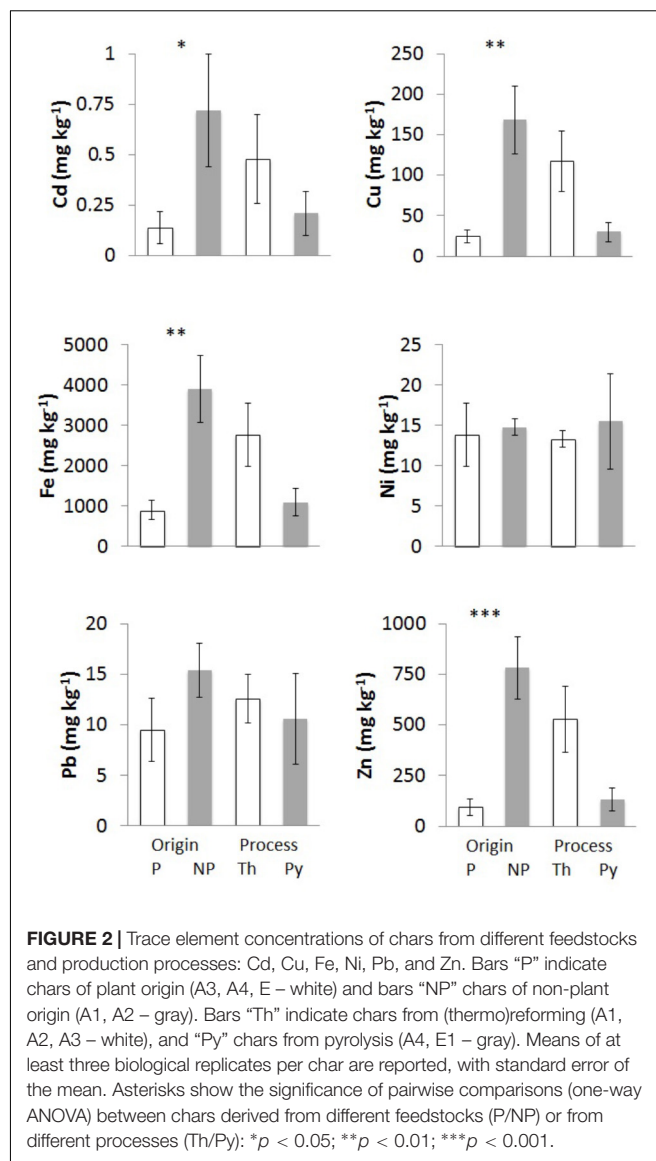 *
Cd (mg kg⁻¹)
1
0.75
0.5
0.25
0
**
Cu (mg kg⁻¹)
250
200
150
100
50
0
**
Fe (mg kg⁻¹)
5000
4000
3000
2000
1000
0
Ni (mg kg⁻¹)
25
20
15
10
5
0
Pb (mg kg⁻¹)
20
15
10
5
0
Origin Process
P NP Th Py
***
Zn (mg kg⁻¹)
1000
750
500
250
0
Origin Process
P NP Th Py
FIGURE 2 | Trace element concentrations of chars from different feedstocks
and production processes: Cd, Cu, Fe, Ni, Pb, and Zn. Bars “P” indicate
chars of plant origin (A3, A4, E – white) and bars “NP” chars of non-plant
origin (A1, A2 – gray). Bars “Th” indicate chars from (thermo)reforming (A1,
A2, A3 – white), and “Py” chars from pyrolysis (A4, E1 – gray). Means of at
least three biological replicates per char are reported, with standard error of
the mean. Asterisks show the significance of pairwise comparisons (one-way
ANOVA) between chars derived from different feedstocks (P/NP) or from
different processes (Th/Py): *p < 0.05; **p < 0.01; ***p < 0.001.